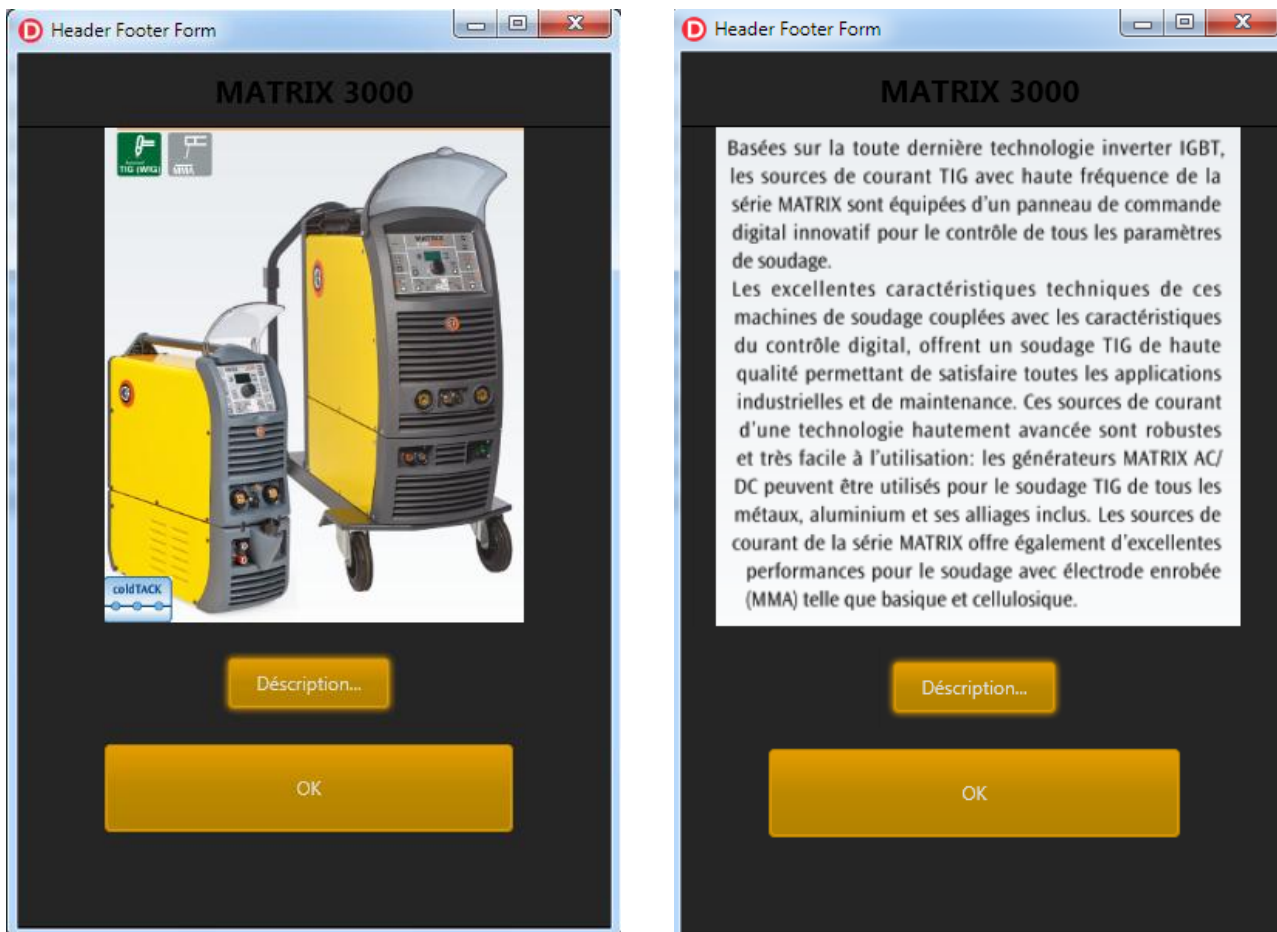 Header Footer Form
MATRIX 3000
TIG (WIG)
MMA
MATRIX
coldTACK
Déscription...
OK
Header Footer Form
MATRIX 3000
Basées sur la toute dernière technologie inverter IGBT,
les sources de courant TIG avec haute fréquence de la
série MATRIX sont équipées d'un panneau de commande
digital innovatif pour le contrôle de tous les paramètres
de soudage.
Les excellentes caractéristiques techniques de ces
machines de soudage couplées avec les caractéristiques
du contrôle digital, offrent un soudage TIG de haute
qualité permettant de satisfaire toutes les applications
industrielles et de maintenance. Ces sources de courant
d'une technologie hautement avancée sont robustes
et très facile à l'utilisation: les générateurs MATRIX AC/
DC peuvent être utilisés pour le soudage TIG de tous les
métaux, aluminium et ses alliages inclus. Les sources de
courant de la série MATRIX offre également d'excellentes
performances pour le soudage avec électrode enrobée
(MMA) telle que basique et cellulosique.
Déscription...
OK